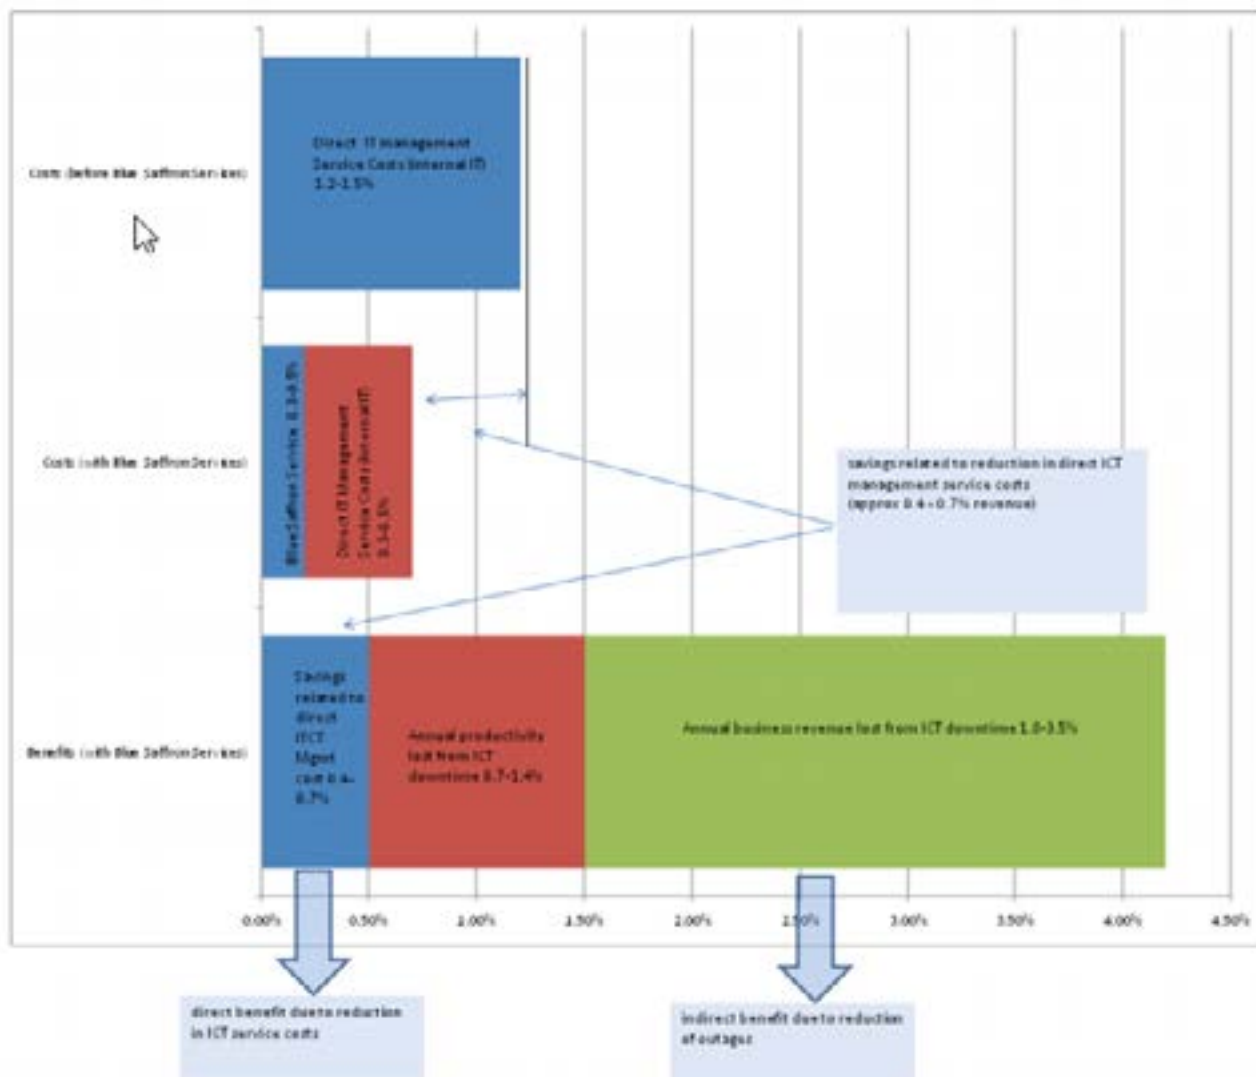 Costs (before Blue Saffron Services)
Direct IT management
Service Costs (internal IT)
1.2-1.5%
Costs (with Blue Saffron Services)
Blue Saffron Service
Direct IT Management
Service Costs (internal IT)
savings related to reduction in direct ICT
management service costs
(approx 0.4 - 0.7% revenue)
Benefits (with Blue Saffron Services)
Savings
related to
direct
Mgmt
cost 0.4-
0.7%
Annual productivity
lost from ICT
downtime 0.7-1.4%
Annual business revenue lost from ICT downtime
0.00% 0.50% 1.00% 1.50% 2.00% 2.50% 3.00% 3.50% 4.00% 4.50%
direct benefit due to reduction
in ICT service costs
indirect benefit due to reduction
of outages